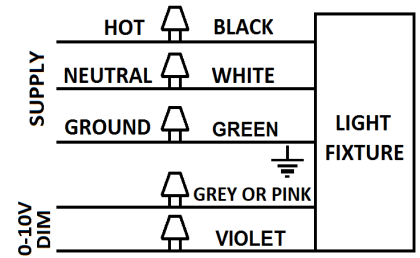 HOT BLACK
NEUTRAL WHITE
GROUND GREEN
GREY OR PINK
VIOLET
SUPPLY
0-10V
DIM
LIGHT
FIXTURE